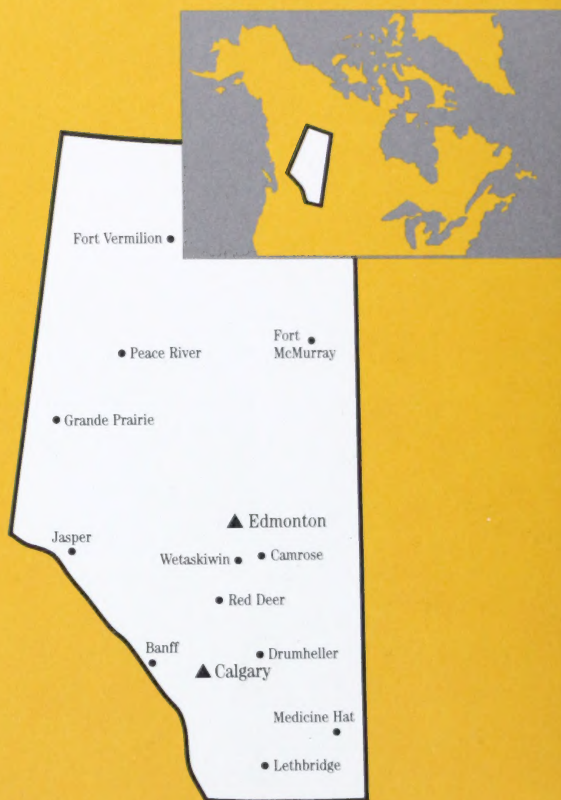 Fort Vermilion
Fort
McMurray
Peace River
Grande Prairie
Edmonton
Jasper
Wetaskiwin
Camrose
Red Deer
Banff
Drumheller
Calgary
Medicine Hat
Lethbridge